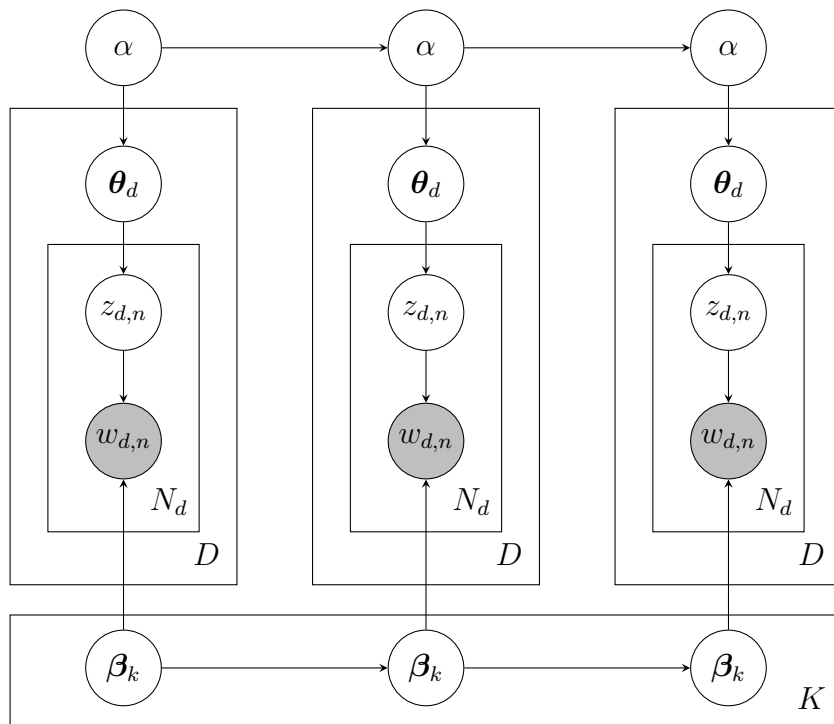 α α α
θ_d θ_d θ_d
z_{d,n} z_{d,n} z_{d,n}
w_{d,n} w_{d,n} w_{d,n}
N_d N_d N_d
D D D
β_k β_k β_k
K